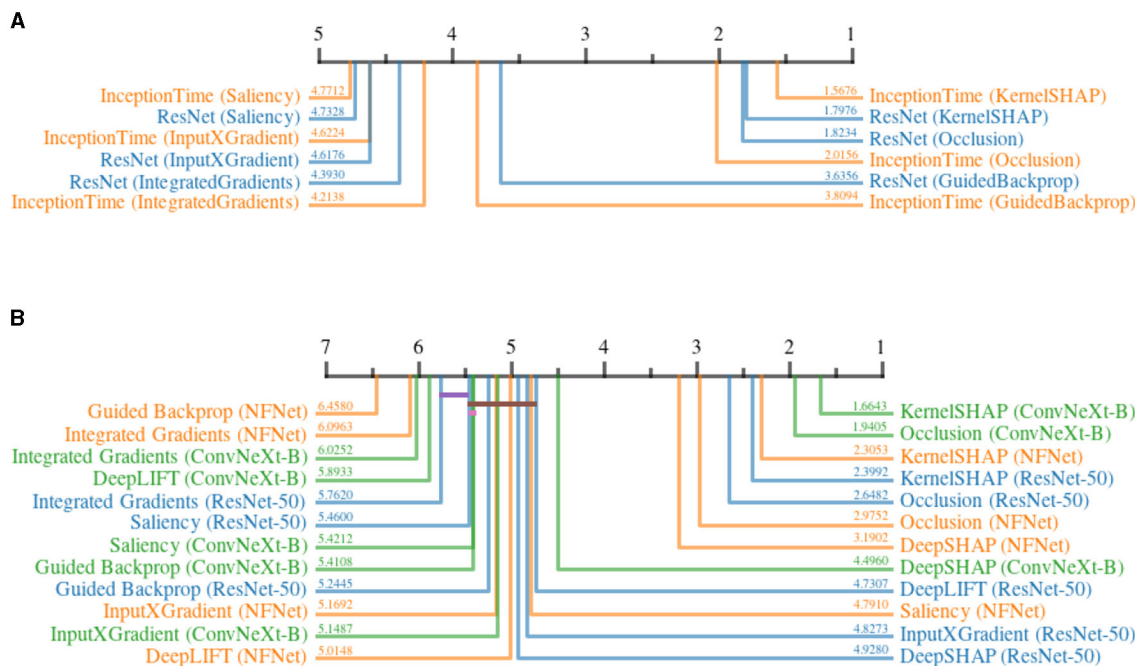 A
5 4 3 2 1
InceptionTime (Saliency) 4.7712 1.5676 InceptionTime (KernelSHAP)
ResNet (Saliency) 4.7328 1.7976 ResNet (KernelSHAP)
InceptionTime (InputXGradient) 4.6224 1.8234 ResNet (Occlusion)
ResNet (InputXGradient) 4.6176 2.0156 InceptionTime (Occlusion)
ResNet (IntegratedGradients) 4.3930 3.6356 ResNet (GuidedBackprop)
InceptionTime (IntegratedGradients) 4.2138 3.8094 InceptionTime (GuidedBackprop)
B
7 6 5 4 3 2 1
Guided Backprop (NFNet) 6.4580 1.6643 KernelSHAP (ConvNeXt-B)
Integrated Gradients (NFNet) 6.0963 1.9405 Occlusion (ConvNeXt-B)
Integrated Gradients (ConvNeXt-B) 6.0252 2.3053 KernelSHAP (NFNet)
DeepLIFT (ConvNeXt-B) 5.8933 2.3992 KernelSHAP (ResNet-50)
Integrated Gradients (ResNet-50) 5.7620 2.6482 Occlusion (ResNet-50)
Saliency (ResNet-50) 5.4600 2.9752 Occlusion (NFNet)
Saliency (ConvNeXt-B) 5.4212 3.1902 DeepSHAP (NFNet)
Guided Backprop (ConvNeXt-B) 5.4108 4.4960 DeepSHAP (ConvNeXt-B)
Guided Backprop (ResNet-50) 5.2445 4.7307 DeepLIFT (ResNet-50)
InputXGradient (NFNet) 5.1692 4.7910 Saliency (NFNet)
InputXGradient (ConvNeXt-B) 5.1487 4.8273 InputXGradient (ResNet-50)
DeepLIFT (NFNet) 5.0148 4.9280 DeepSHAP (ResNet-50)